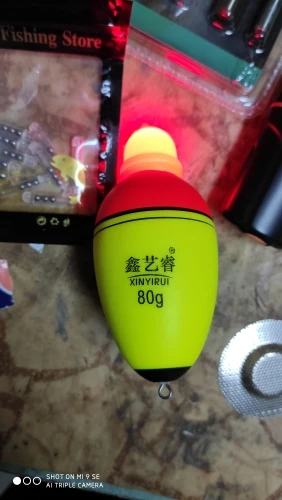 Fishing Store
鑫艺睿®
XINYIRUI
80g
SHOT ON MI 9 SE
AI TRIPLE CAMERA